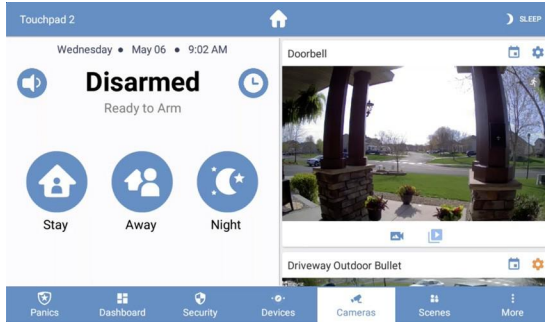 Touchpad 2
SLEEP
Wednesday • May 06 • 9:02 AM
Disarmed
Ready to Arm
Stay
Away
Night
Doorbell
Driveway Outdoor Bullet
Panics
Dashboard
Security
Devices
Cameras
Scenes
More